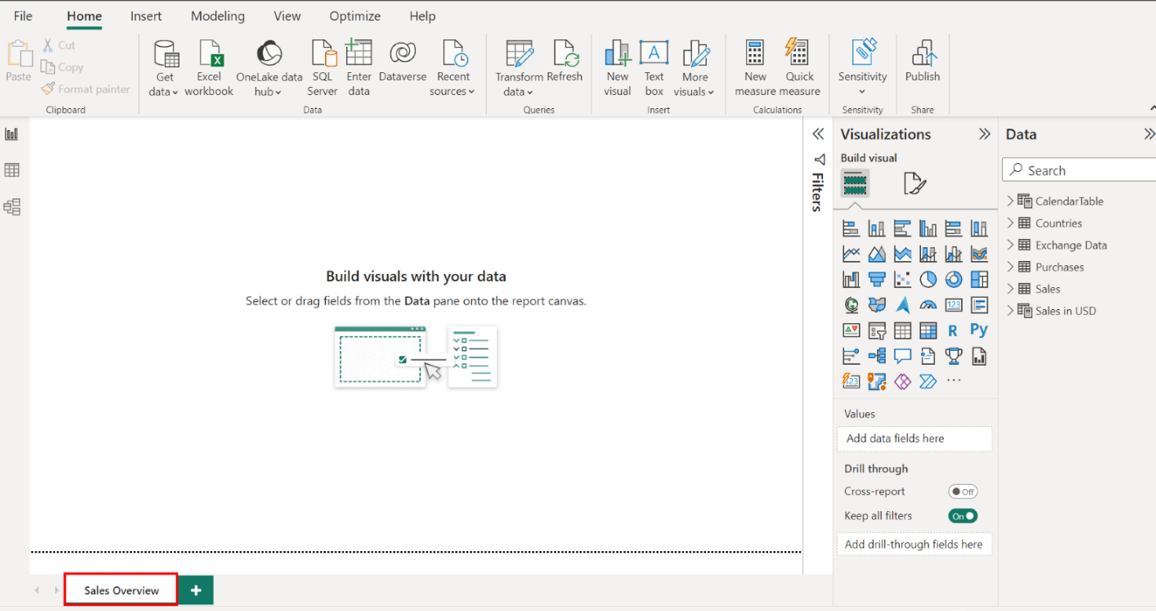 File Home Insert Modeling View Optimize Help
Paste
Cut
Copy
Format painter
Clipboard
Get data
Excel workbook
OneLake data hub
SQL Server
Enter data
Dataverse
Recent sources
Data
Transform data
Refresh
Queries
New visual
Text box
More visuals
Insert
New measure
Quick measure
Calculations
Sensitivity
Sensitivity
Publish
Share
Build visuals with your data
Select or drag fields from the Data pane onto the report canvas.
Filters
Visualizations
Build visual
123
R Py
123
Values
Add data fields here
Drill through
Cross-report Off
Keep all filters On
Add drill-through fields here
Data
Search
CalendarTable
Countries
Exchange Data
Purchases
Sales
Sales in USD
Sales Overview